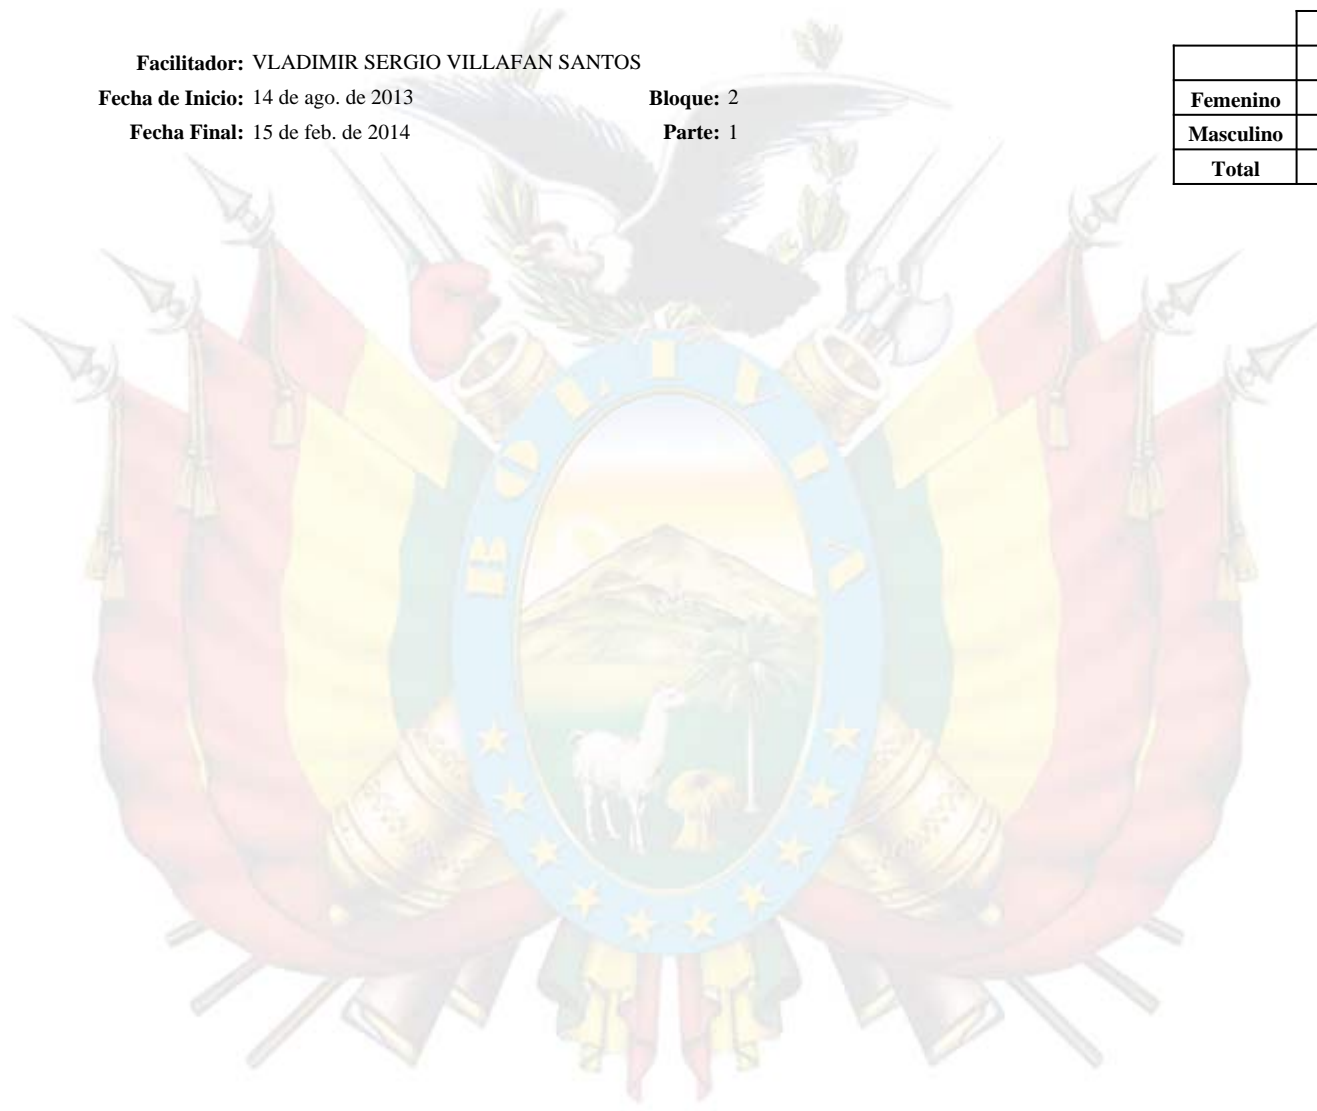 Facilitador: VLADIMIR SERGIO VILLAFAN SANTOS
Fecha de Inicio: 14 de ago. de 2013 Bloque: 2
Fecha Final: 15 de feb. de 2014 Parte: 1
Femenino
Masculino
Total
BOLIVIA